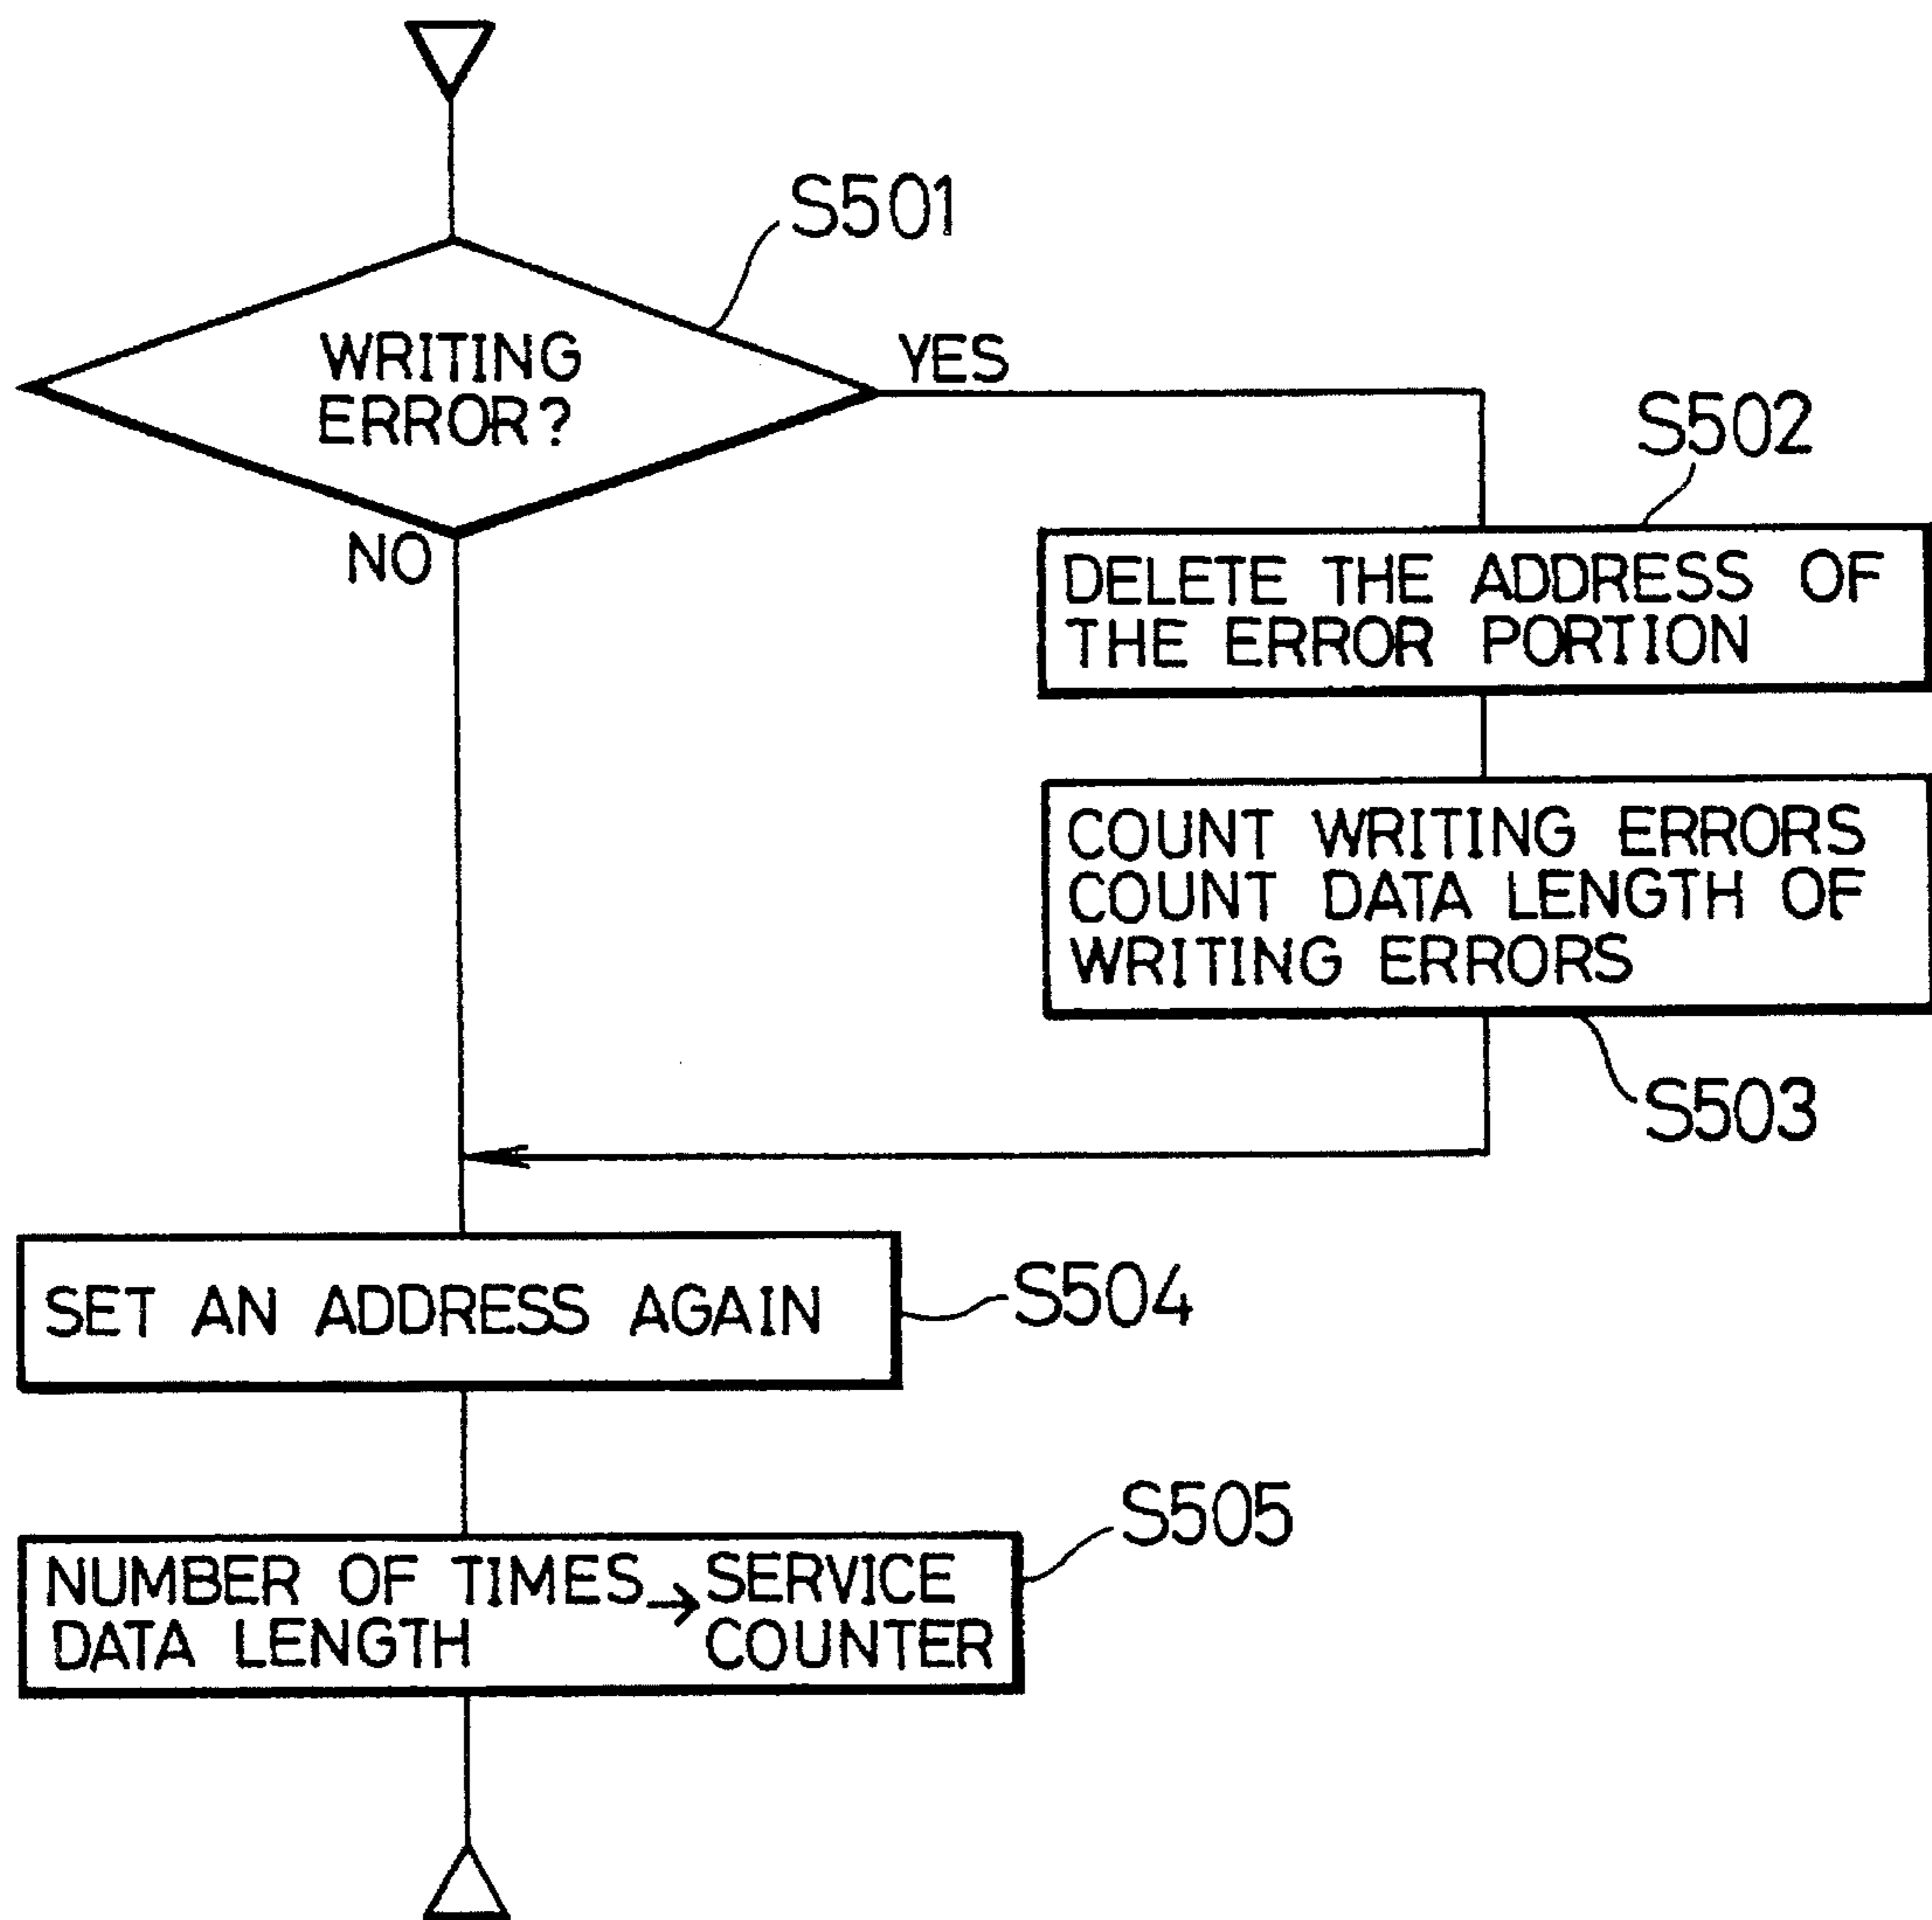 S501
WRITING
ERROR?
YES
NO
S502
DELETE THE ADDRESS OF
THE ERROR PORTION
COUNT WRITING ERRORS
COUNT DATA LENGTH OF
WRITING ERRORS
S503
SET AN ADDRESS AGAIN
S504
S505
NUMBER OF TIMES → SERVICE
DATA LENGTH COUNTER